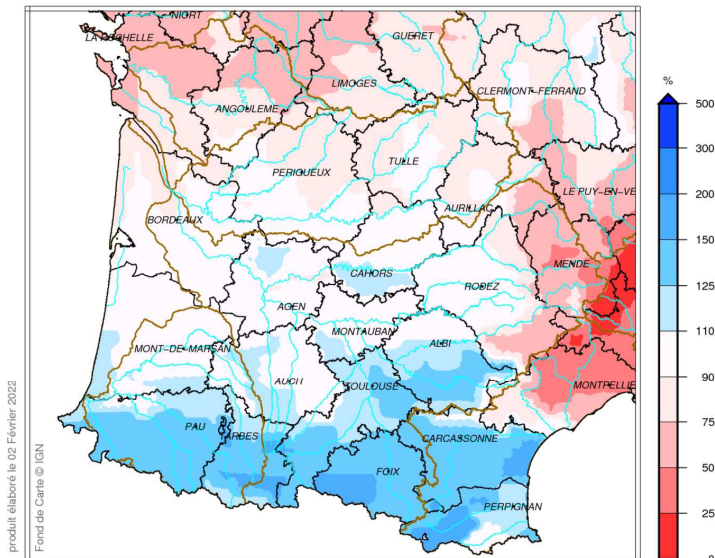 NIORT
LA ROCHELLE
GUERET
LIMOGES
CLERMONT-FERRAND
ANGOULEME
TULLE
PERIGUEUX
LE PUY-EN-VE
AURILLAC
BORDEAUX
MENDE
CAHORS
RODEZ
AGEN
MONTAUBAN
ALBI
MONT-DE-MARSAN
AUCH
TOULOUSE
MONTPELLIE
PAU
TARBES
CARCASSONNE
FOIX
PERPIGNAN
%
500
300
200
150
125
110
90
75
50
25
0
produit élaboré le 02 Février 2022
Fond de Carte © IGN